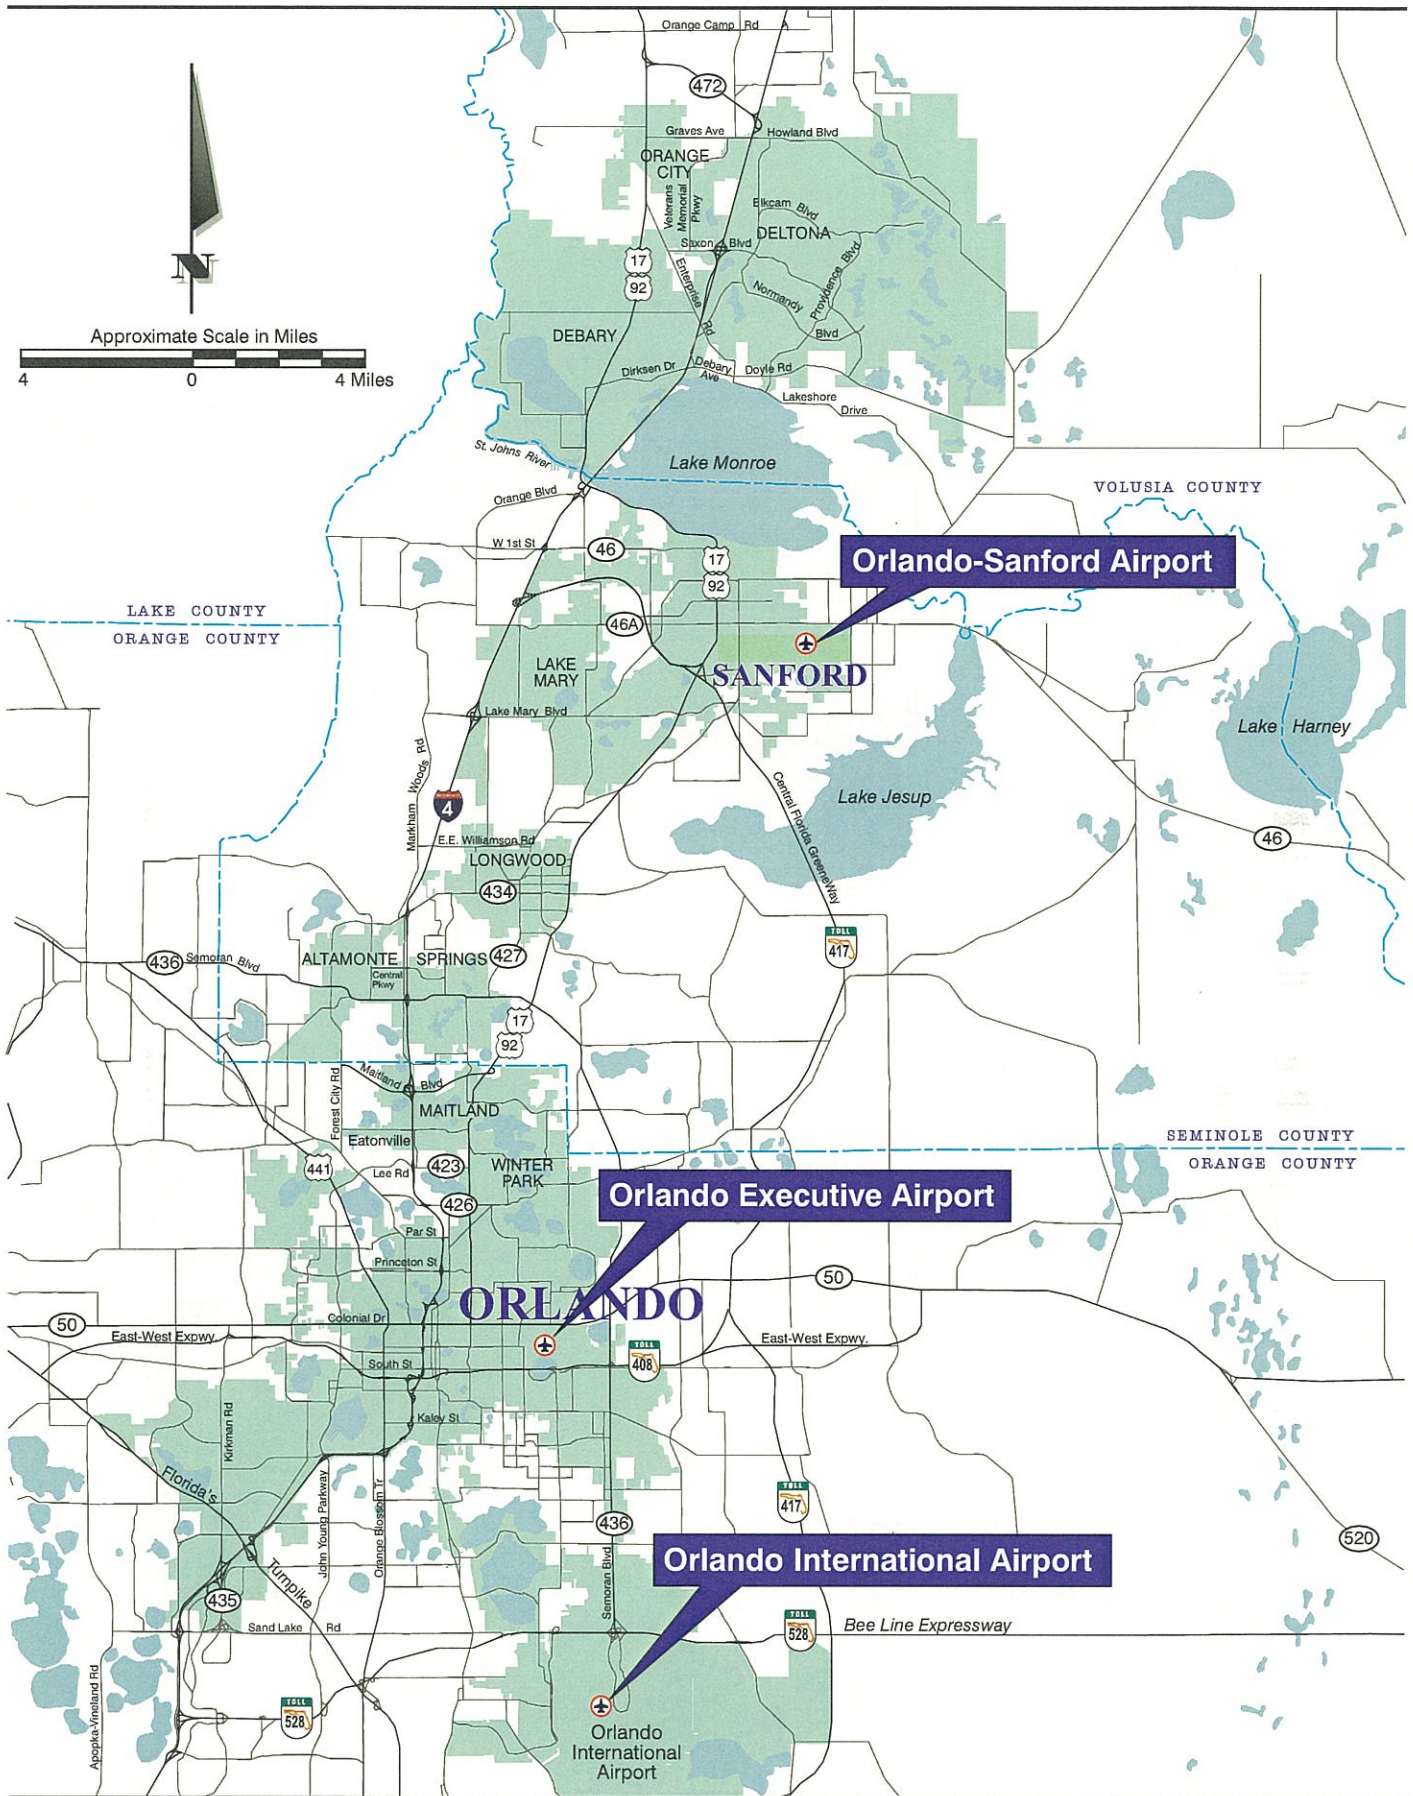 Orange Camp Rd
472
Graves Ave
Howland Blvd
ORANGE
CITY
Veterans
Memorial
Pkwy
Elkcam Blvd
DELTONA
Saxon Blvd
17
92
Enterprise Rd
Normandy Blvd
Providence Blvd
N
Approximate Scale in Miles
4 0 4 Miles
DEBARY
Dirksen Dr
Debary
Ave
Doyle Rd
Lakeshore Drive
St. Johns River
Lake Monroe
Orange Blvd
VOLUSIA COUNTY
W 1st St
46
17
92
Orlando-Sanford Airport
LAKE COUNTY
ORANGE COUNTY
46A
LAKE
MARY
SANFORD
Lake Mary Blvd
Lake Harney
Markham Woods Rd
4
Central Florida GreeneWay
Lake Jesup
E.E. Williamson Rd
46
LONGWOOD
434
TOLL
417
436
Semoran Blvd
ALTAMONTE SPRINGS
427
Central
Pkwy
17
92
Maitland Blvd
Forest City Rd
MAITLAND
Eatonville
SEMINOLE COUNTY
ORANGE COUNTY
441
Lee Rd
423
WINTER
PARK
426
Orlando Executive Airport
Par St
Princeton St
50
ORLANDO
50
Colonial Dr
East-West Expwy.
East-West Expwy.
South St
TOLL
408
Kaley St
Kirkman Rd
Florida's Turnpike
John Young Parkway
Orange Blossom Tr
TOLL
417
436
520
Semoran Blvd
Orlando International Airport
435
Sand Lake Rd
TOLL
528
Bee Line Expressway
Apopka-Vineland Rd
TOLL
528
Orlando
International
Airport